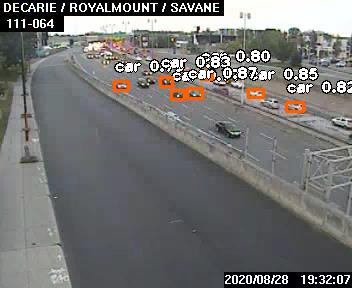 DECARIE / ROYALMOUNT / SAVANE
111-064
car 0.80
car 0.83
car 0.87
car 0.85
car 0.82
2020/08/28 19:32:07